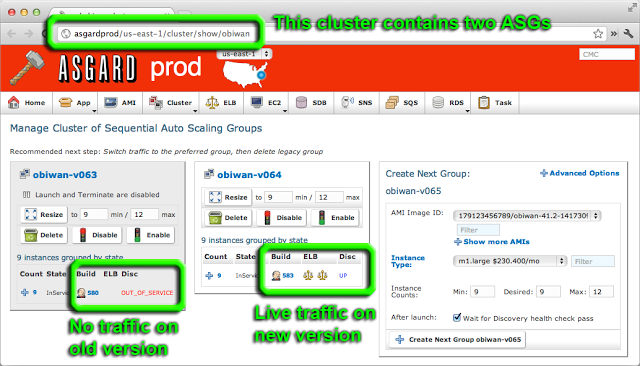 This cluster contains two ASGs
asgardprod/us-east-1/cluster/show/obiwan
ASGARD prod
us-east-1
CMC
Home App AMI Cluster ELB EC2 SDB SNS SQS RDS Task
Manage Cluster of Sequential Auto Scaling Groups
Recommended next step: Switch traffic to the preferred group, then delete legacy group
obiwan-v063
Launch and Terminate are disabled
Resize to 9 min / 12 max
Delete Disable Enable
9 instances grouped by state
Count State Build ELB Disc
9 InServ 580 OUT_OF_SERVICE
No traffic on
old version
obiwan-v064
Resize to 9 min / 12 max
Delete Disable Enable
9 instances grouped by state
Count State Build ELB Disc
9 InServ 583 UP
Live traffic on
new version
Create Next Group:
Advanced Options
obiwan-v065
AMI Image ID: 179123456789/obiwan-41.2-1417309
Filter
Show more AMIs
Instance
Type: m1.large $230.400/mo Filter
Instance
Counts: Min: 9 Desired: 9 Max: 12
After launch: Wait for Discovery health check pass
Create Next Group obiwan-v065